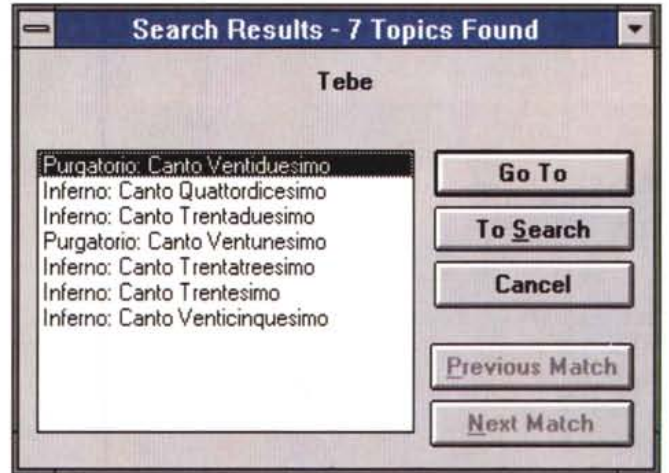 Search Results - 7 Topics Found
Tebe
Purgatorio: Canto Ventiduesimo
Inferno: Canto Quattordicesimo
Inferno: Canto Trentaduesimo
Purgatorio: Canto Ventunesimo
Inferno: Canto Trentatreesimo
Inferno: Canto Trentesimo
Inferno: Canto Venticinquesimo
Go To
To Search
Cancel
Previous Match
Next Match